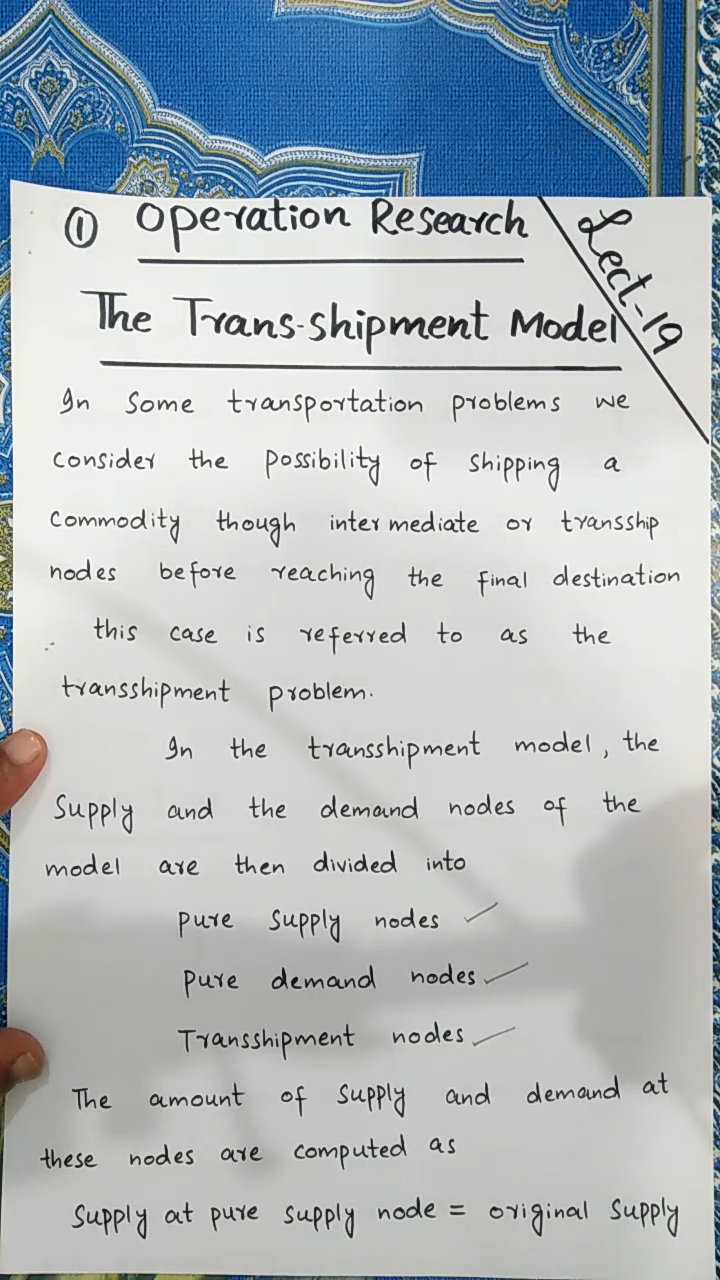 ① Operation Research
Lect-19
The Trans-shipment Model
In Some transportation problems we
consider the possibility of shipping a
commodity though intermediate or transship
nodes before reaching the final destination
this case is referred to as the
transshipment problem.
In the transshipment model, the
Supply and the demand nodes of the
model are then divided into
pure supply nodes ✓
pure demand nodes ✓
Transshipment nodes ✓
The amount of supply and demand at
these nodes are computed as
Supply at pure supply node = original supply